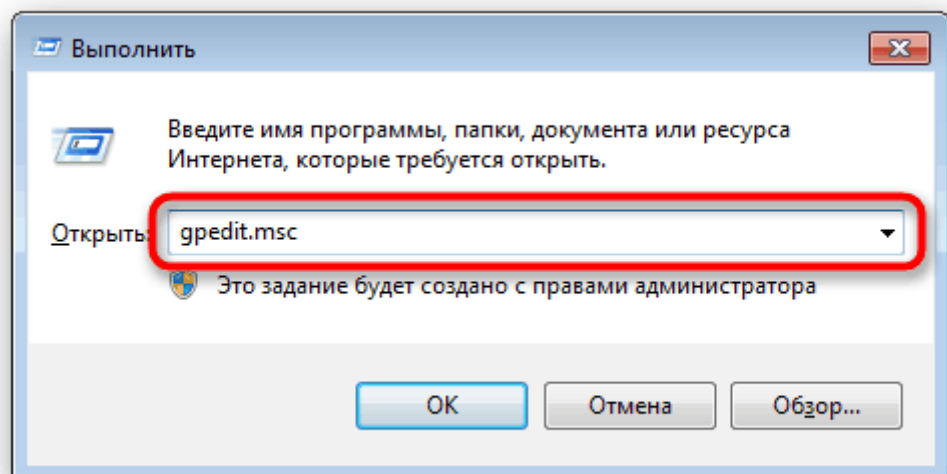 Выполнить
Введите имя программы, папки, документа или ресурса
Интернета, которые требуется открыть.
Открыть: gpedit.msc
Это задание будет создано с правами администратора
ОК Отмена Обзор...